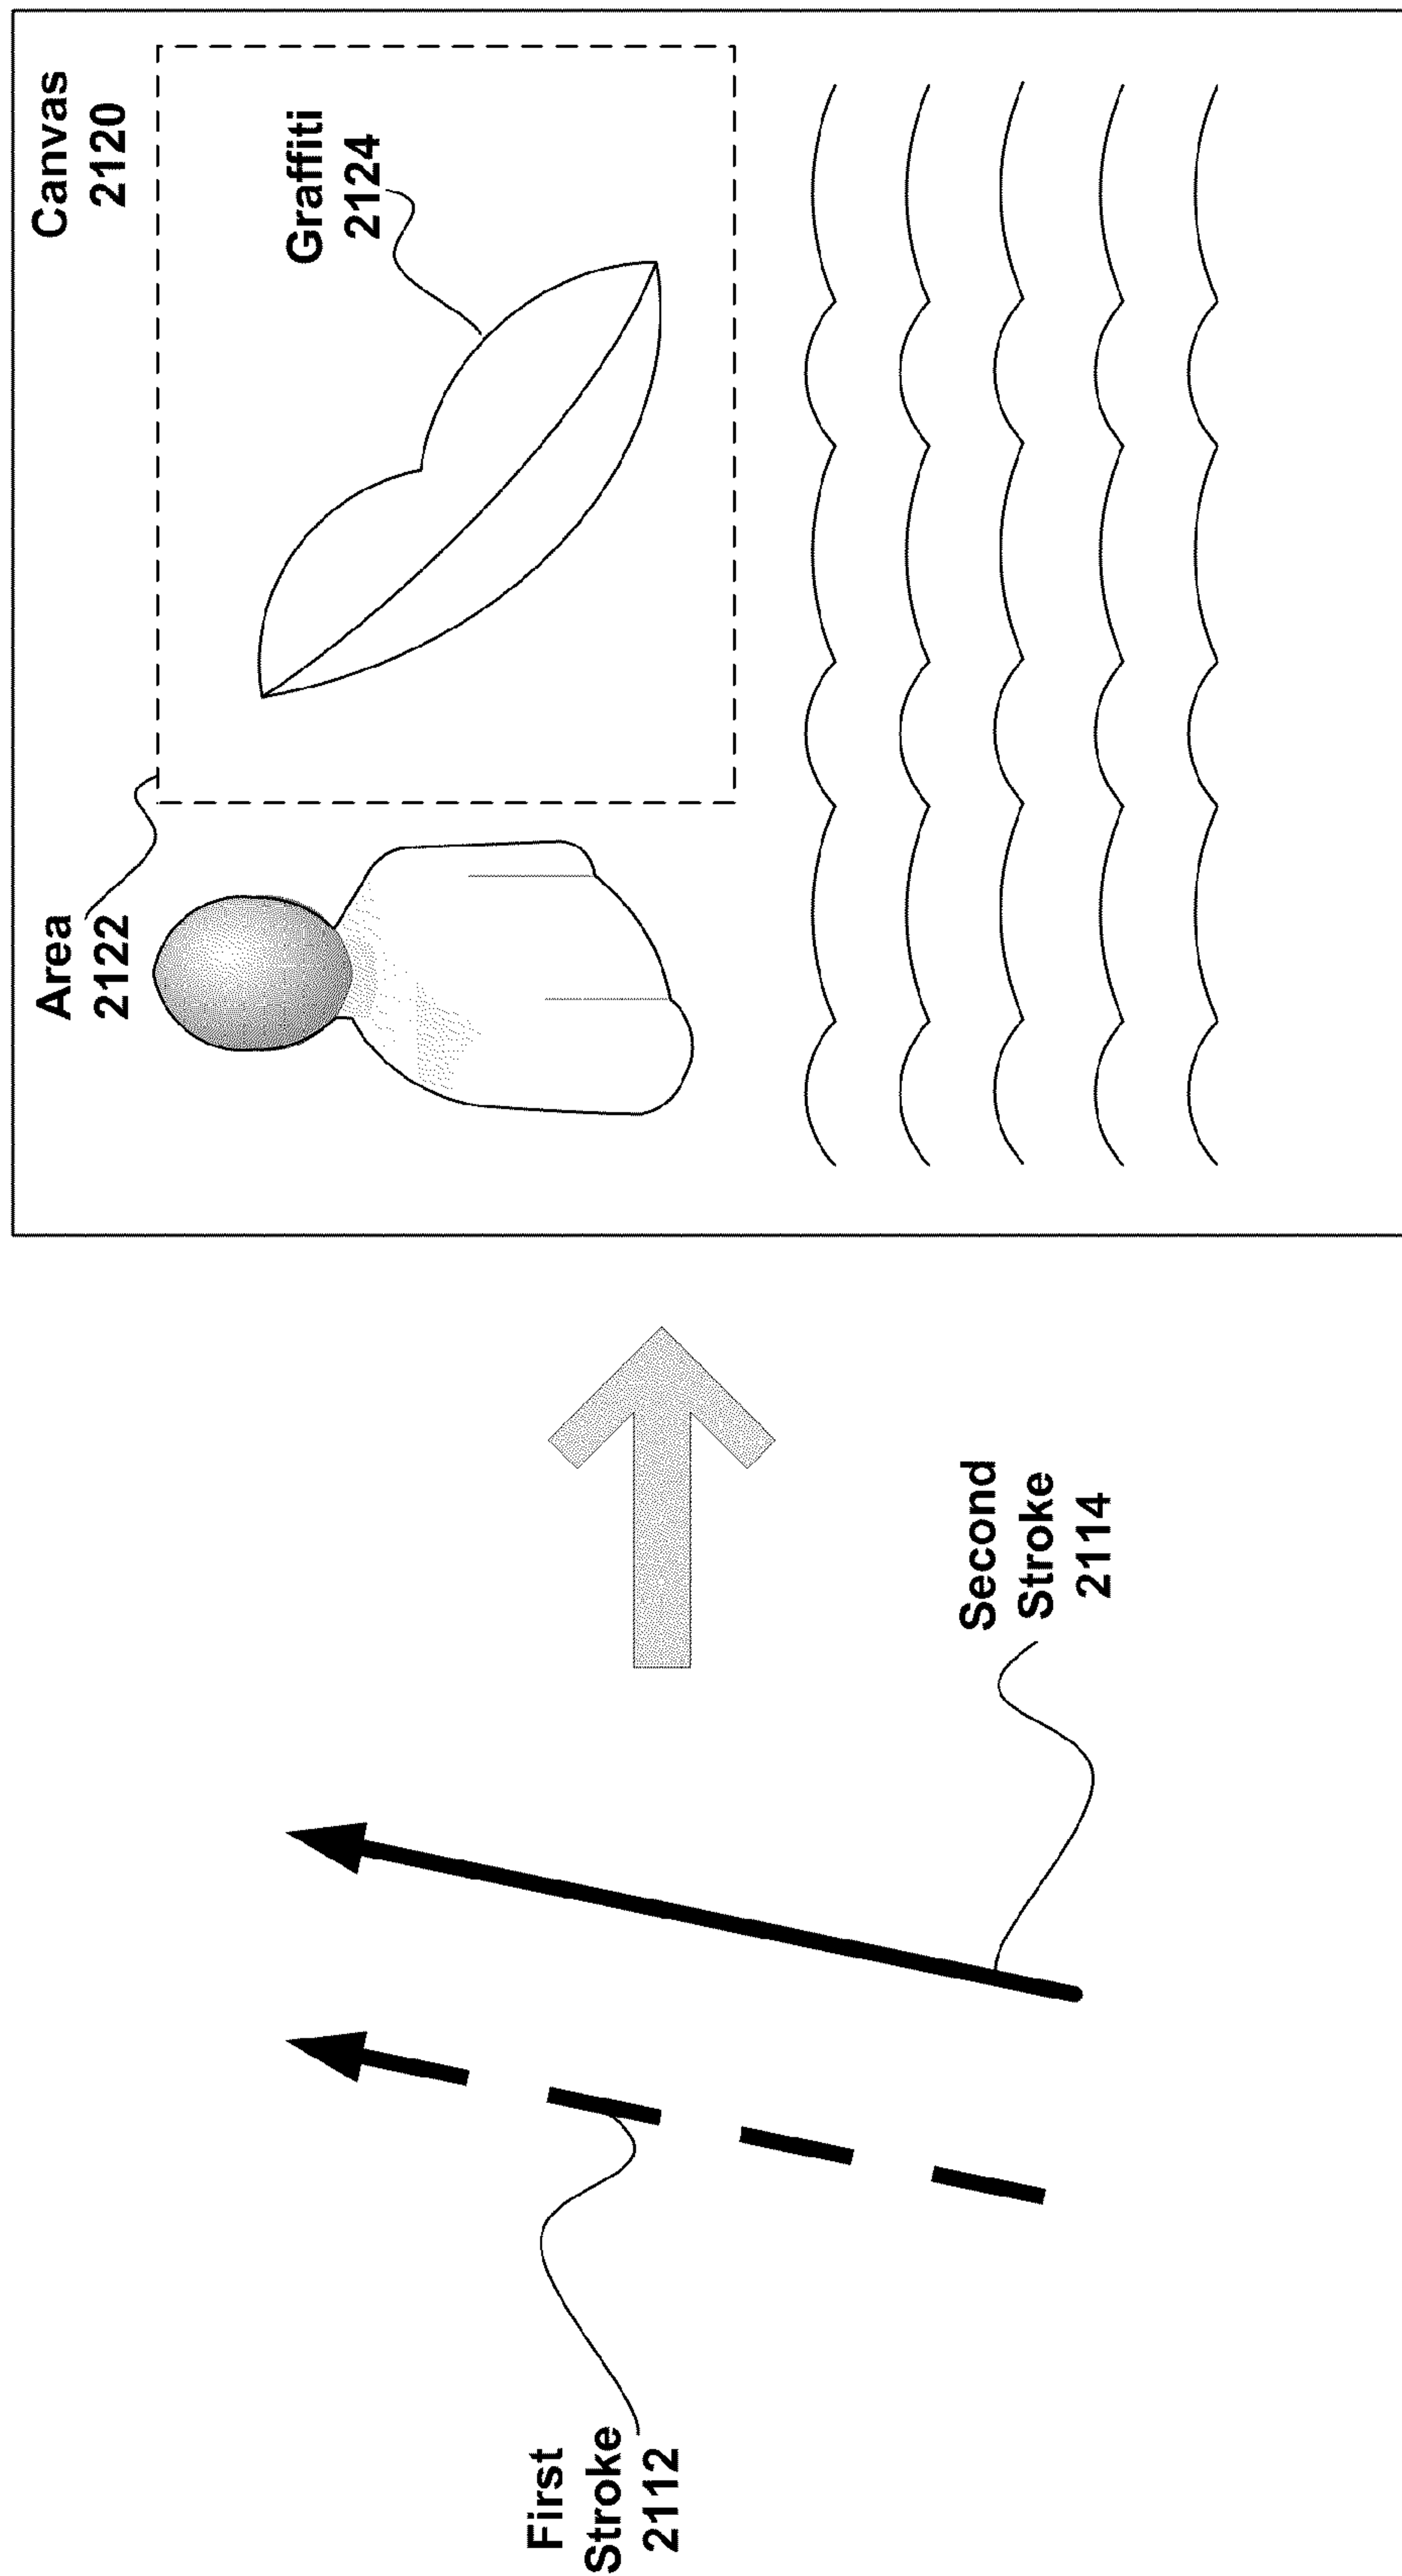 First
Stroke
2112
Second
Stroke
2114
Area
2122
Canvas
2120
Graffiti
2124